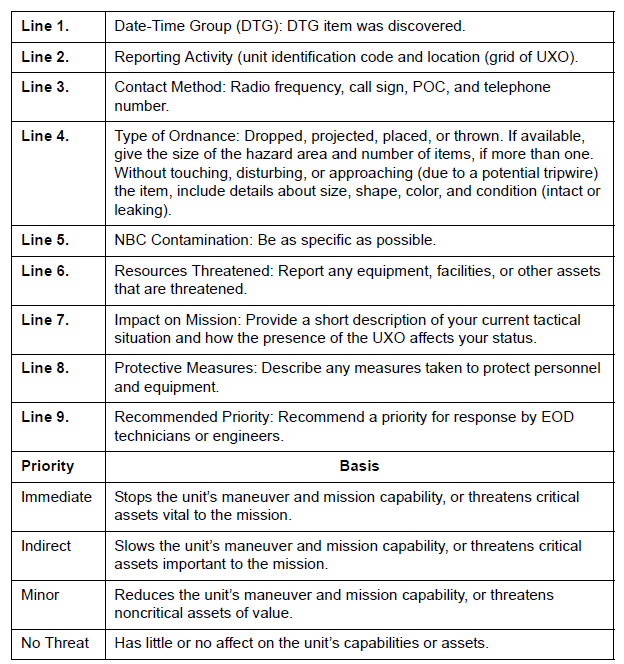 Line 1. Date-Time Group (DTG): DTG item was discovered.
Line 2. Reporting Activity (unit identification code and location (grid of UXO).
Line 3. Contact Method: Radio frequency, call sign, POC, and telephone
number.
Line 4. Type of Ordnance: Dropped, projected, placed, or thrown. If available,
give the size of the hazard area and number of items, if more than one.
Without touching, disturbing, or approaching (due to a potential tripwire)
the item, include details about size, shape, color, and condition (intact or
leaking).
Line 5. NBC Contamination: Be as specific as possible.
Line 6. Resources Threatened: Report any equipment, facilities, or other assets
that are threatened.
Line 7. Impact on Mission: Provide a short description of your current tactical
situation and how the presence of the UXO affects your status.
Line 8. Protective Measures: Describe any measures taken to protect personnel
and equipment.
Line 9. Recommended Priority: Recommend a priority for response by EOD
technicians or engineers.
Priority Basis
Immediate Stops the unit's maneuver and mission capability, or threatens critical
assets vital to the mission.
Indirect Slows the unit's maneuver and mission capability, or threatens critical
assets important to the mission.
Minor Reduces the unit's maneuver and mission capability, or threatens
noncritical assets of value.
No Threat Has little or no affect on the unit's capabilities or assets.